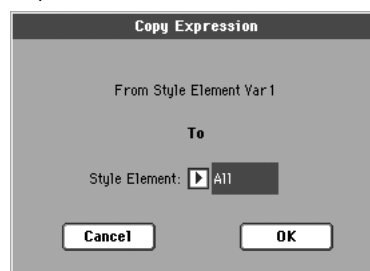 Copy Expression
From Style Element Var1
To
Style Element: All
Cancel OK